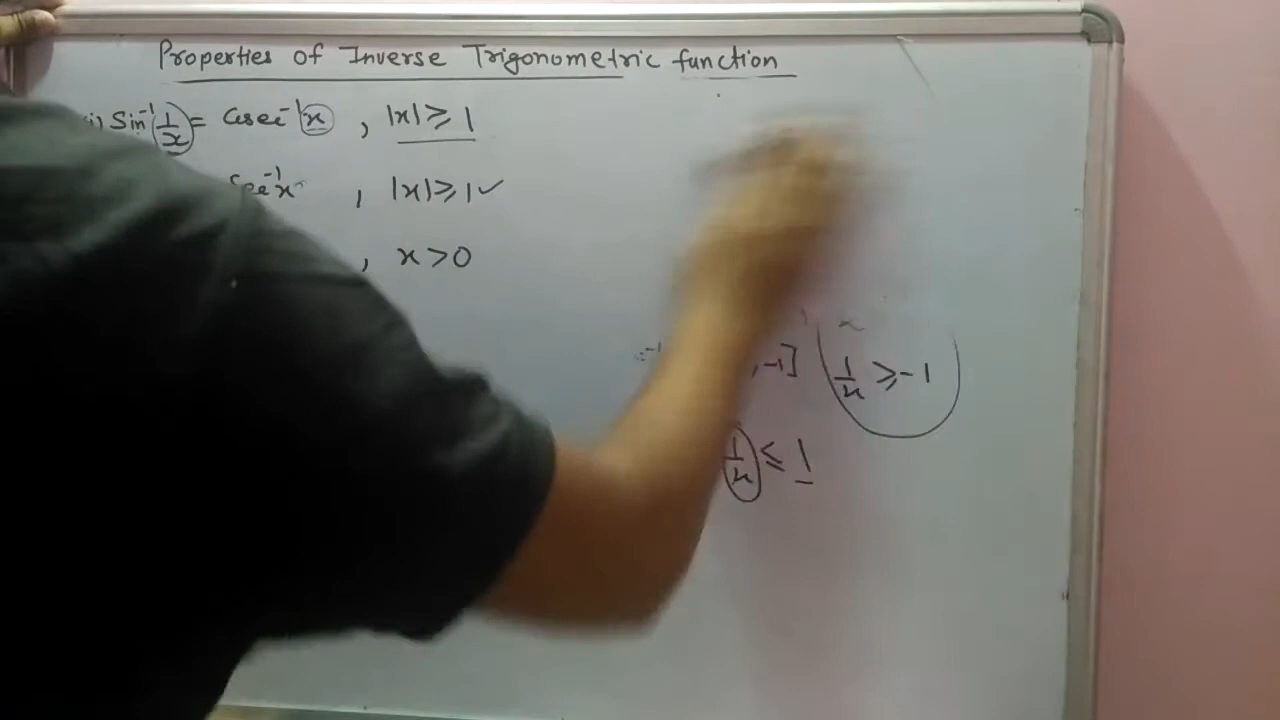 Properties of Inverse Trigonometric function
i) Sin⁻¹(1/x) = Cosec⁻¹(x) , |x| ≥ 1
Sec⁻¹x , |x| ≥ 1 ✓
, x > 0
, -1] 1/x ≥ -1
1/x ≤ 1